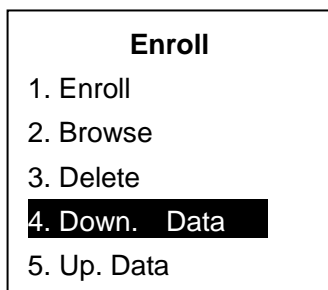 Enroll
1. Enroll
2. Browse
3. Delete
4. Down. Data
5. Up. Data